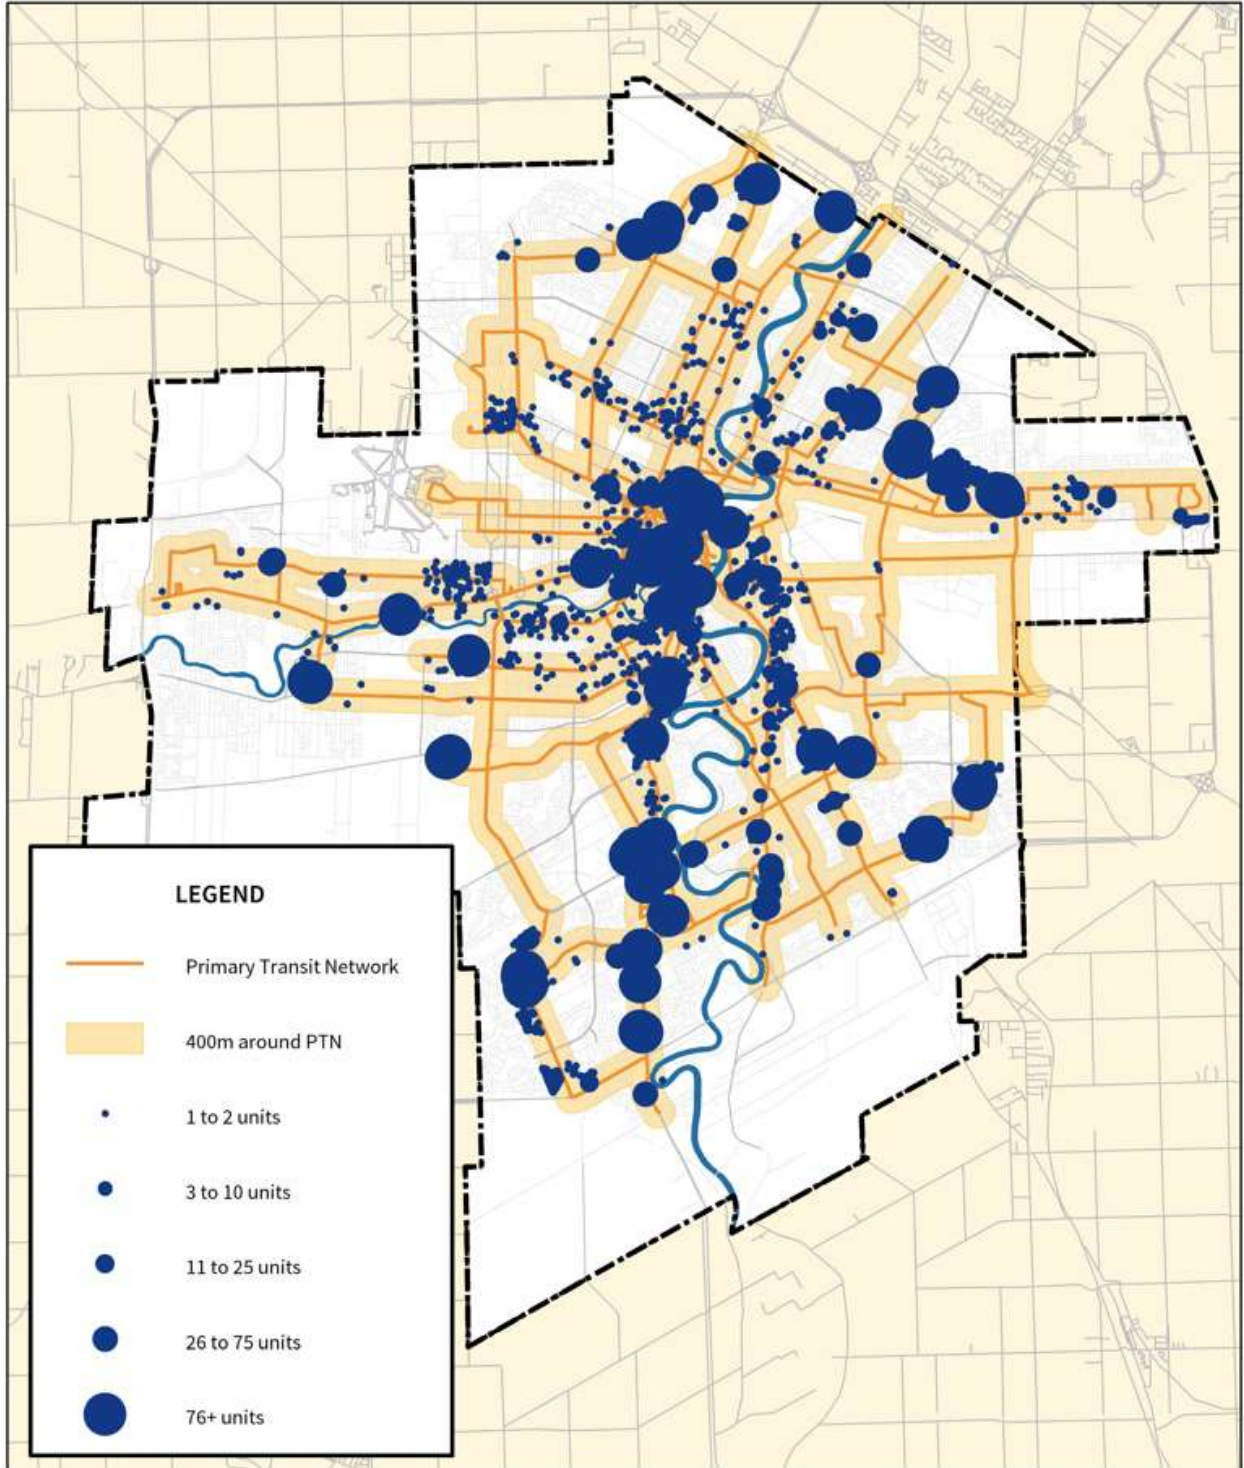 LEGEND
Primary Transit Network
400m around PTN
1 to 2 units
3 to 10 units
11 to 25 units
26 to 75 units
76+ units